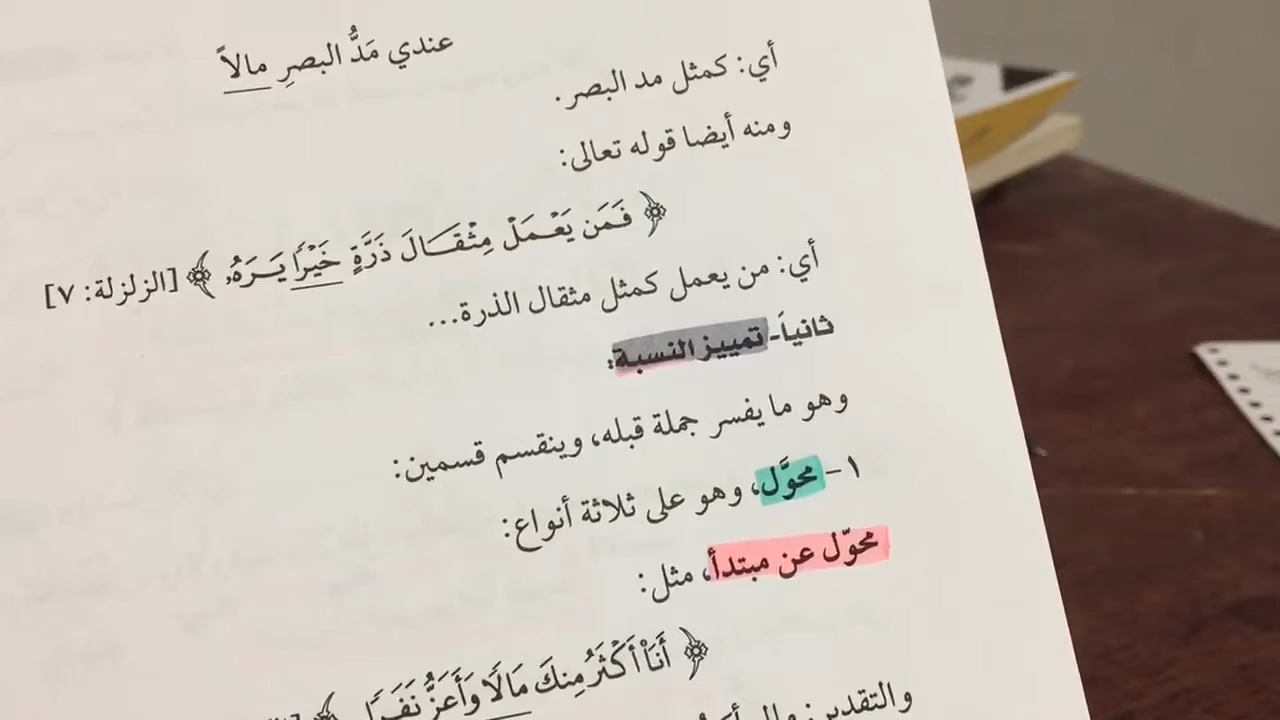 عندي مَدُّ البصرِ مالاً
أي: كمثل مد البصر.
ومنه أيضا قوله تعالى:
﴿ فَمَن يَعْمَلْ مِثْقَالَ ذَرَّةٍ خَيْرًا يَرَهُۥ ﴾ [الزلزلة: ٧]
أي: من يعمل كمثل مثقال الذرة...
ثانياً- تمييز النسبة:
وهو ما يفسر جملة قبله، وينقسم قسمين:
١- محوَّل، وهو على ثلاثة أنواع:
محوّل عن مبتدأ، مثل:
﴿ أَنَا۠ أَكْثَرُ مِنكَ مَالًا وَأَعَزُّ نَفَرًا ﴾
والتقدير: